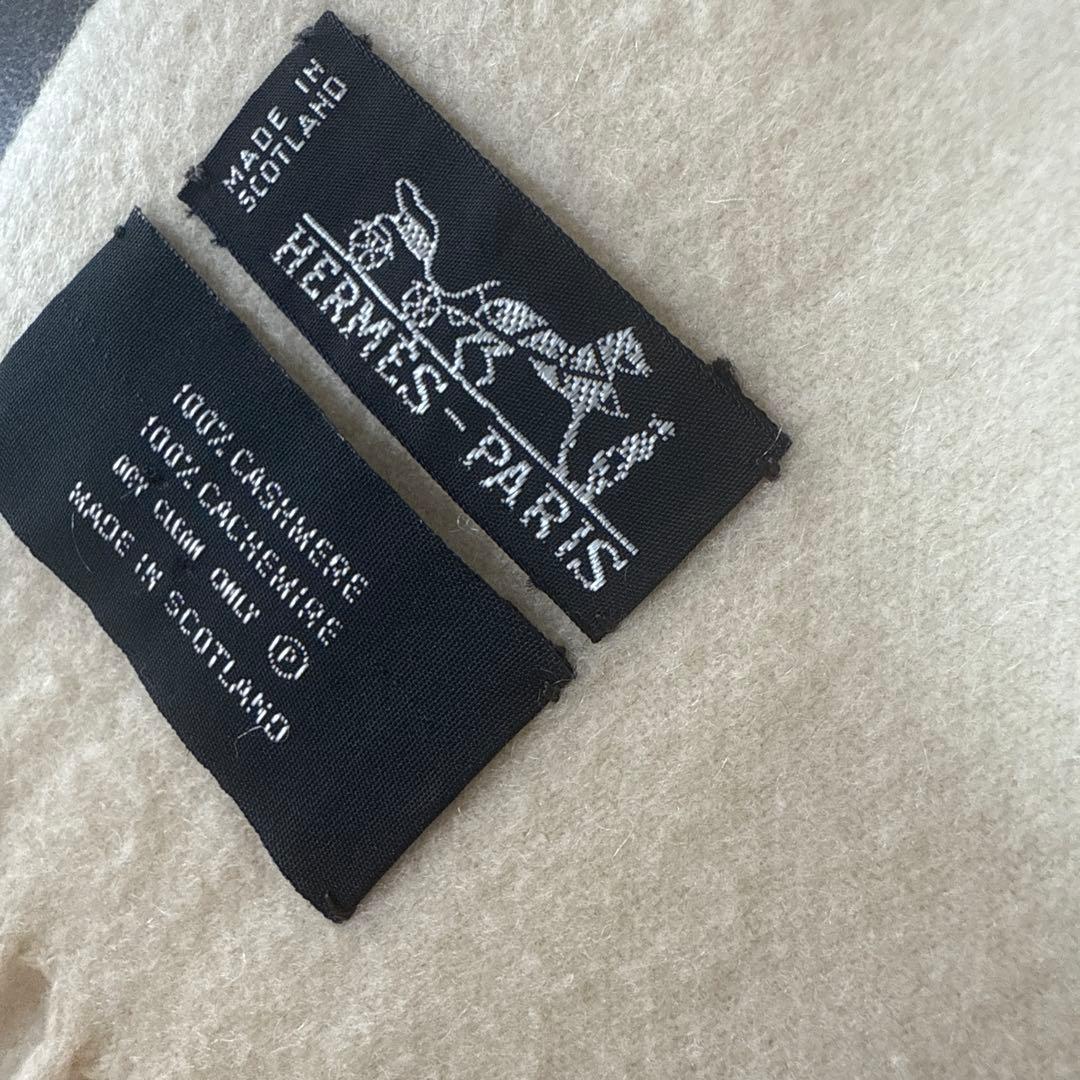 MADE IN
SCOTLAND
HERMES-PARIS
100% CASHMERE
100% CACHEMIRE
DRY CLEAN ONLY Ⓟ
MADE IN SCOTLAND